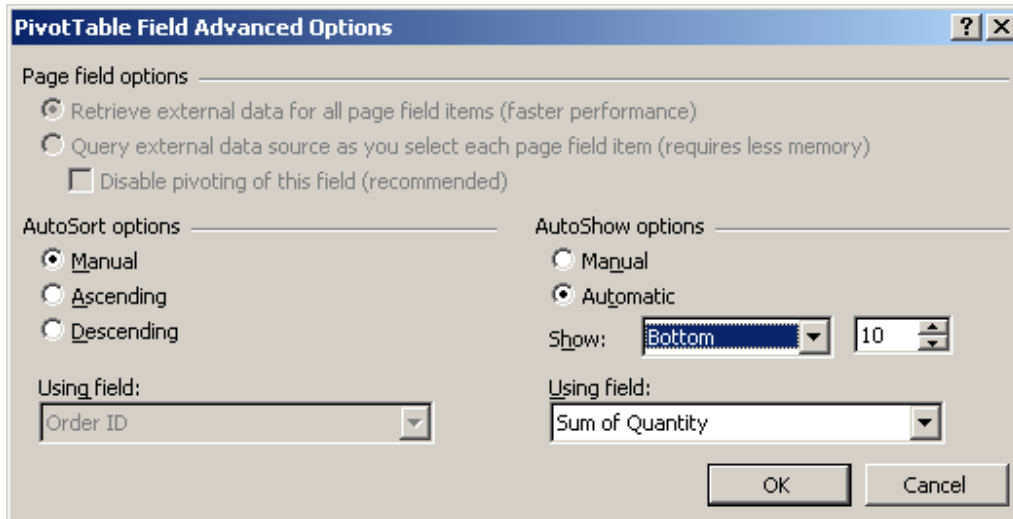 PivotTable Field Advanced Options
Page field options
Retrieve external data for all page field items (faster performance)
Query external data source as you select each page field item (requires less memory)
Disable pivoting of this field (recommended)
AutoSort options
Manual
Ascending
Descending
Using field:
Order ID
AutoShow options
Manual
Automatic
Show: Bottom 10
Using field:
Sum of Quantity
OK Cancel